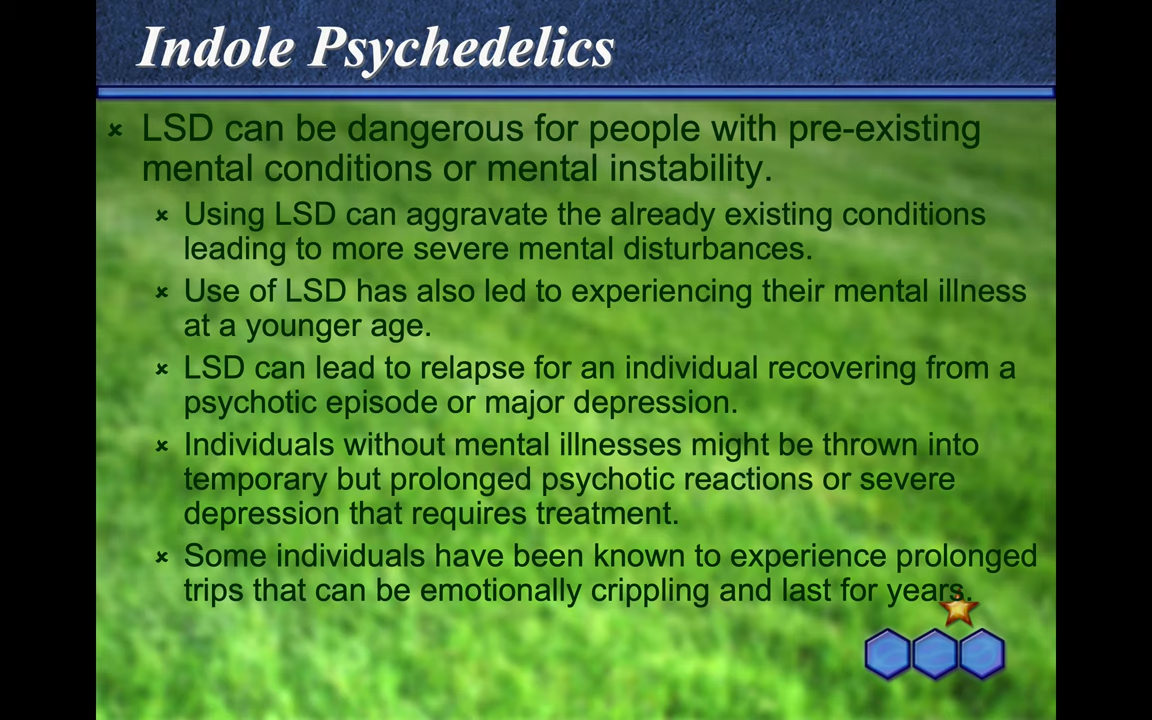 Indole Psychedelics
LSD can be dangerous for people with pre-existing
mental conditions or mental instability.
Using LSD can aggravate the already existing conditions
leading to more severe mental disturbances.
Use of LSD has also led to experiencing their mental illness
at a younger age.
LSD can lead to relapse for an individual recovering from a
psychotic episode or major depression.
Individuals without mental illnesses might be thrown into
temporary but prolonged psychotic reactions or severe
depression that requires treatment.
Some individuals have been known to experience prolonged
trips that can be emotionally crippling and last for years.